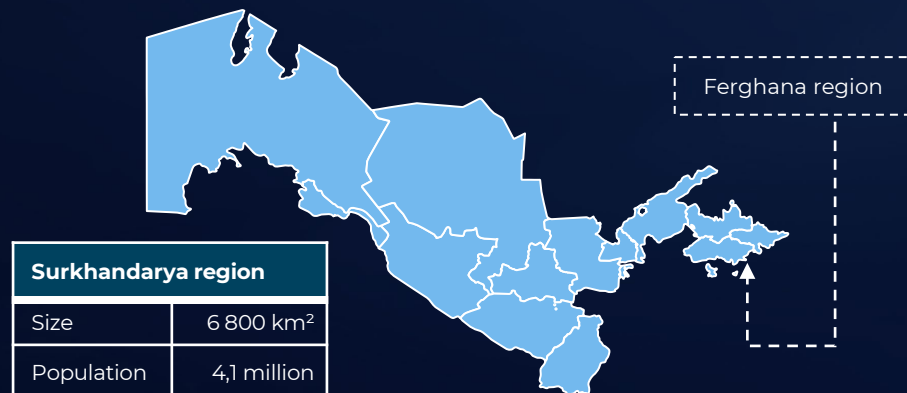 Ferghana region
Surkhandarya region
Size 6 800 km²
Population 4,1 million